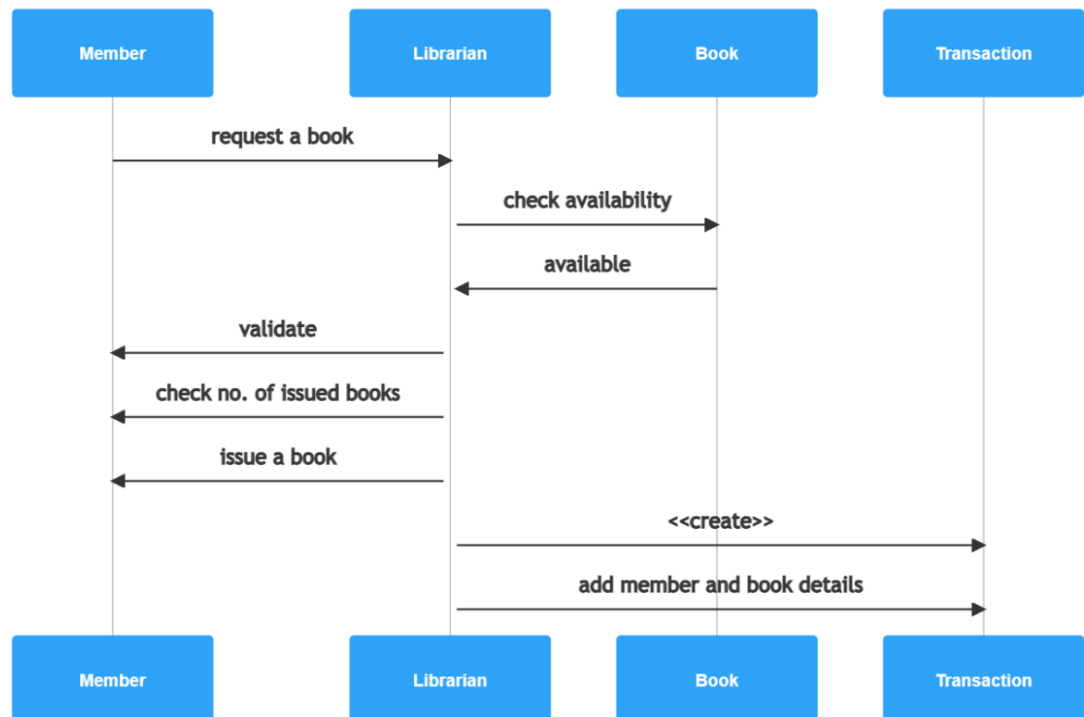 Member
Librarian
Book
Transaction
request a book
check availability
available
validate
check no. of issued books
issue a book
<<create>>
add member and book details
Member
Librarian
Book
Transaction